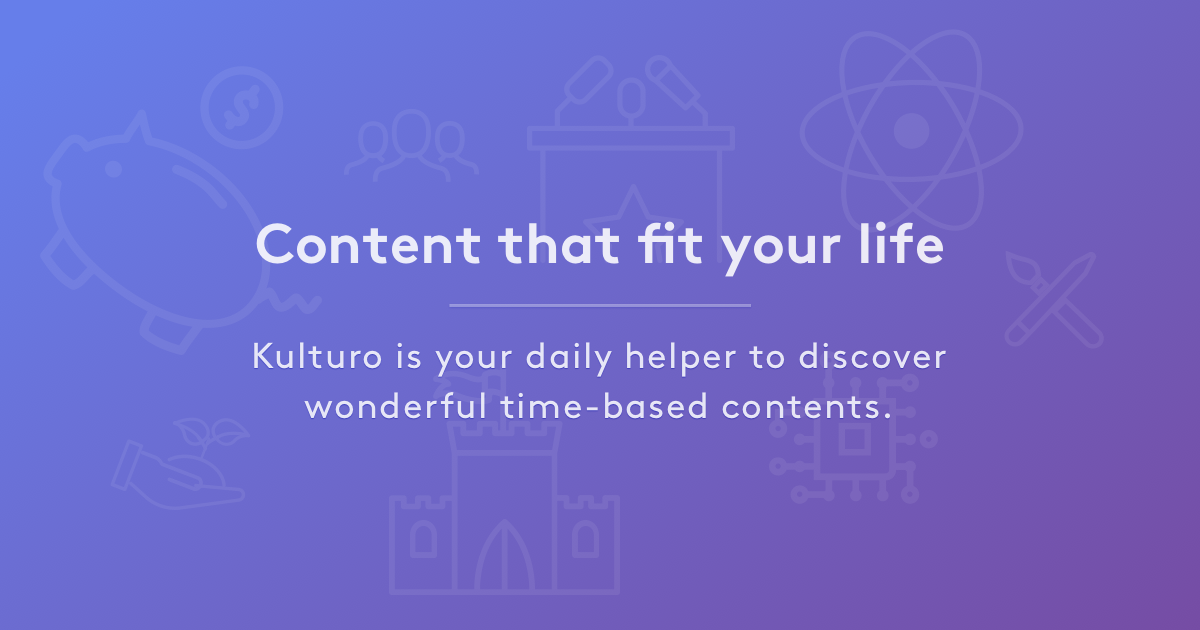 Content that fit your life
Kulturo is your daily helper to discover
wonderful time-based contents.